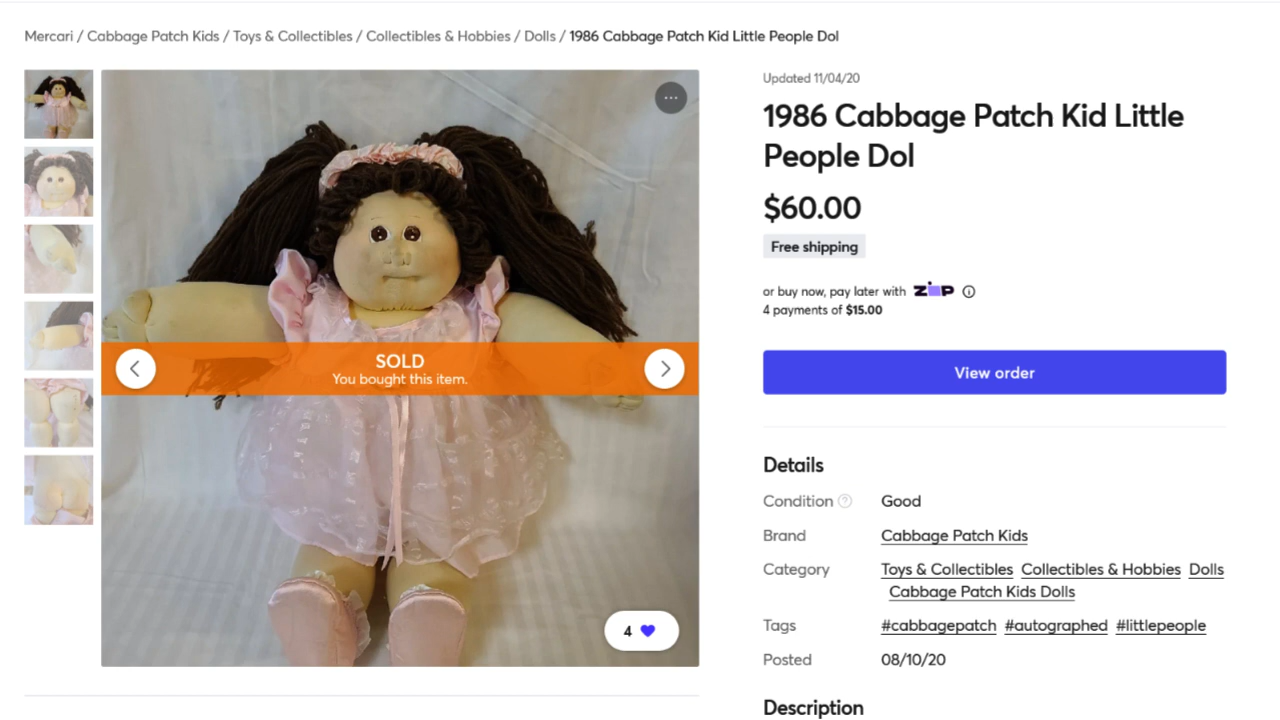 Mercari / Cabbage Patch Kids / Toys & Collectibles / Collectibles & Hobbies / Dolls / 1986 Cabbage Patch Kid Little People Dol
Updated 11/04/20
1986 Cabbage Patch Kid Little
People Dol
$60.00
Free shipping
or buy now, pay later with ZIP
4 payments of $15.00
SOLD
You bought this item.
View order
Details
Condition Good
Brand Cabbage Patch Kids
Category Toys & Collectibles Collectibles & Hobbies Dolls
Cabbage Patch Kids Dolls
Tags #cabbagepatch #autographed #littlepeople
4
Posted 08/10/20
Description